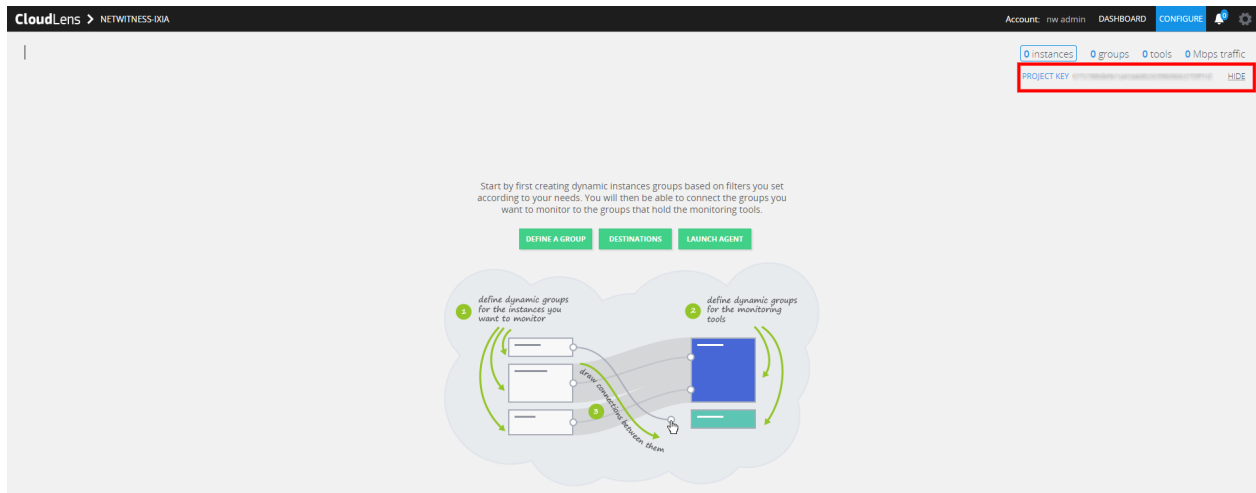 CloudLens > NETWITNESS-IXIA Account: nw admin DASHBOARD CONFIGURE 0
0 instances 0 groups 0 tools 0 Mbps traffic
PROJECT KEY HIDE
Start by first creating dynamic instances groups based on filters you set
according to your needs. You will then be able to connect the groups you
want to monitor to the groups that hold the monitoring tools.
DEFINE A GROUP DESTINATIONS LAUNCH AGENT
1 define dynamic groups
for the instances you
want to monitor
2 define dynamic groups
for the monitoring
tools
3 draw connections between them